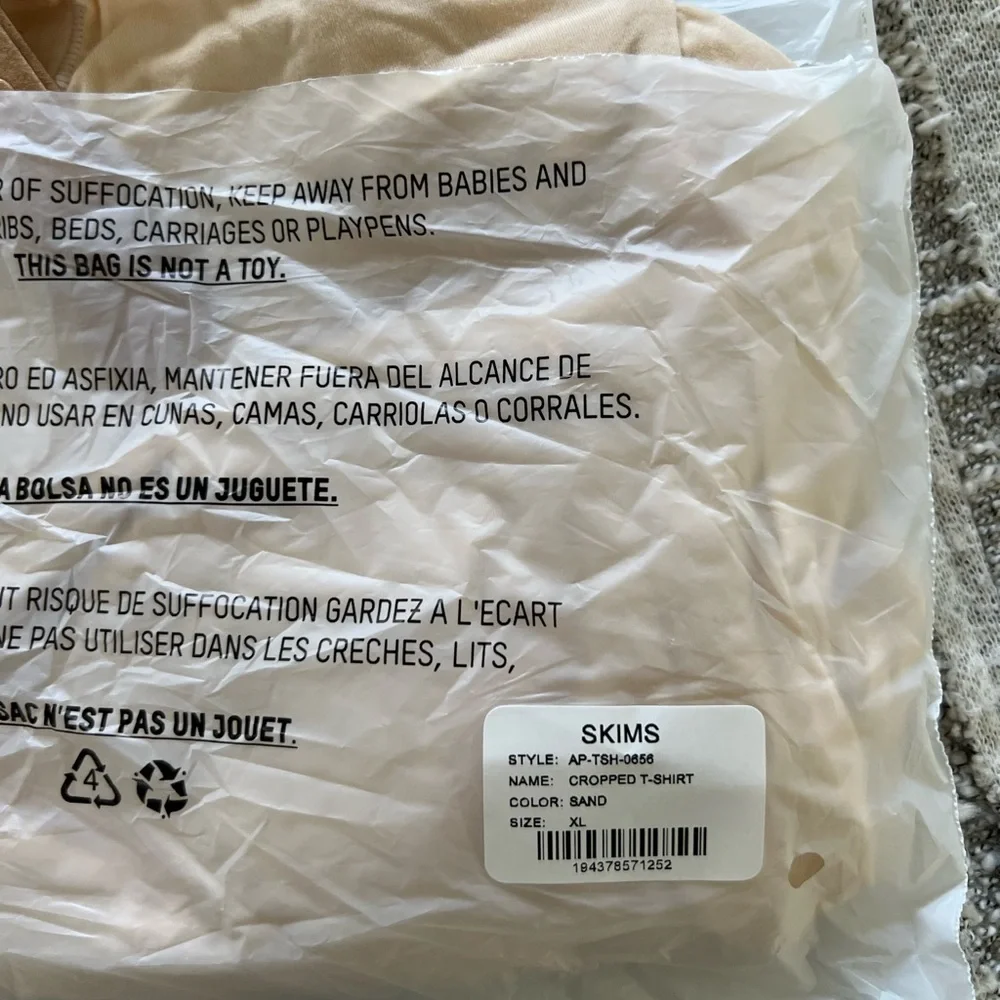 R OF SUFFOCATION, KEEP AWAY FROM BABIES AND
IBS, BEDS, CARRIAGES OR PLAYPENS.
THIS BAG IS NOT A TOY.
RO ED ASFIXIA, MANTENER FUERA DEL ALCANCE DE
NO USAR EN CUNAS, CAMAS, CARRIOLAS O CORRALES.
A BOLSA NO ES UN JUGUETE.
UT RISQUE DE SUFFOCATION GARDEZ A L'ECART
NE PAS UTILISER DANS LES CRECHES, LITS,
SAC N'EST PAS UN JOUET.
4
SKIMS
STYLE: AP-TSH-0656
NAME: CROPPED T-SHIRT
COLOR: SAND
SIZE: XL
194376571252